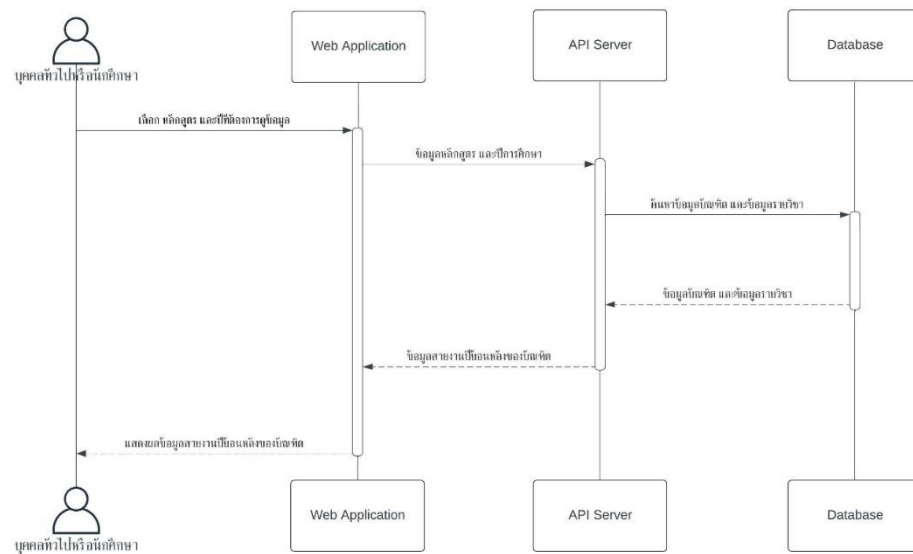 บุคคลทั่วไปหรือนักศึกษา
Web Application
API Server
Database
เลือก หลักสูตร และปีที่ต้องการดูข้อมูล
ข้อมูลหลักสูตร และปีการศึกษา
ค้นหาข้อมูลบัณฑิต และข้อมูลรายวิชา
ข้อมูลบัณฑิต และข้อมูลรายวิชา
ข้อมูลสายงานปีย้อนหลังของบัณฑิต
แสดงผลข้อมูลสายงานปีย้อนหลังของบัณฑิต
บุคคลทั่วไปหรือนักศึกษา
Web Application
API Server
Database